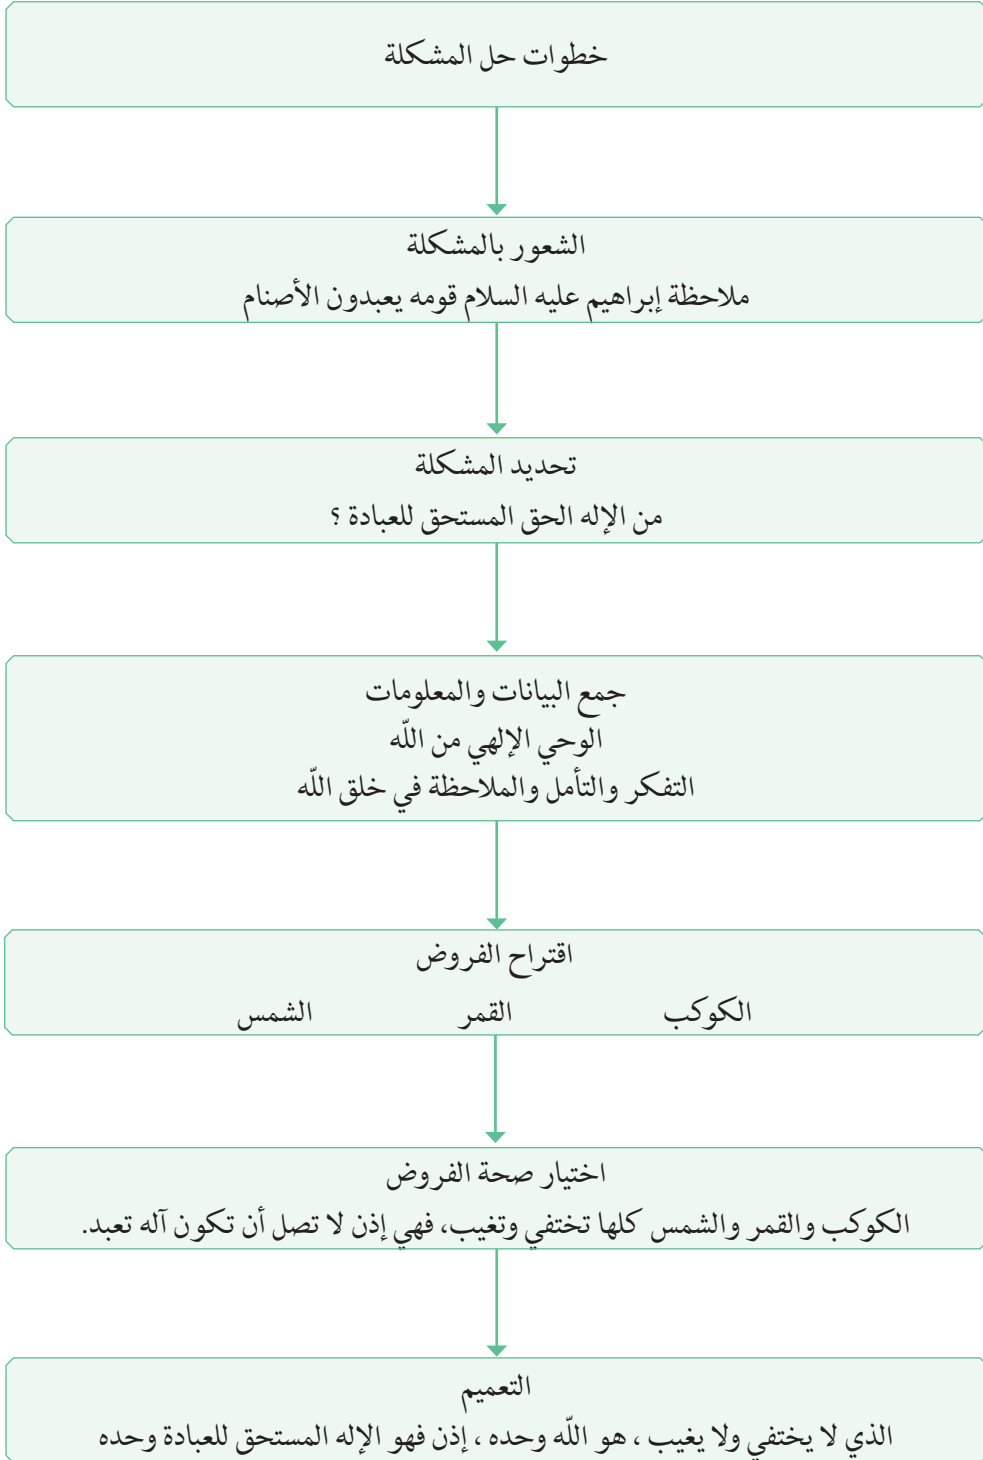 خطوات حل المشكلة
الشعور بالمشكلة
ملاحظة إبراهيم عليه السلام قومه يعبدون الأصنام
تحديد المشكلة
من الإله الحق المستحق للعبادة ؟
جمع البيانات والمعلومات
الوحي الإلهي من اللّه
التفكر والتأمل والملاحظة في خلق اللّه
اقتراح الفروض
الكوكب القمر الشمس
اختيار صحة الفروض
الكوكب والقمر والشمس كلها تختفي وتغيب، فهي إذن لا تصل أن تكون آله تعبد.
التعميم
الذي لا يختفي ولا يغيب ، هو اللّه وحده ، إذن فهو الإله المستحق للعبادة وحده